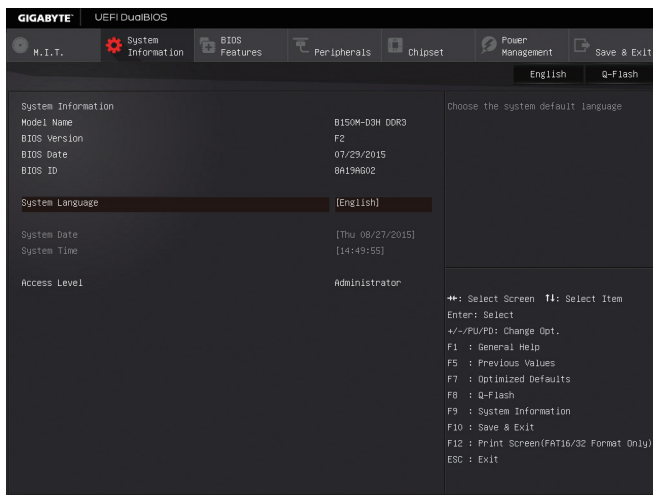 GIGABYTE™ UEFI DualBIOS
M.I.T.
System Information
BIOS Features
Peripherals
Chipset
Power Management
Save & Exit
English Q-Flash
System Information
Model Name B150M-D3H DDR3
BIOS Version F2
BIOS Date 07/29/2015
BIOS ID 8A19AG02
System Language [English]
System Date [Thu 08/27/2015]
System Time [14:49:55]
Access Level Administrator
Choose the system default language
→←: Select Screen ↑↓: Select Item
Enter: Select
+/-/PU/PD: Change Opt.
F1 : General Help
F5 : Previous Values
F7 : Optimized Defaults
F8 : Q-Flash
F9 : System Information
F10 : Save & Exit
F12 : Print Screen(FAT16/32 Format Only)
ESC : Exit